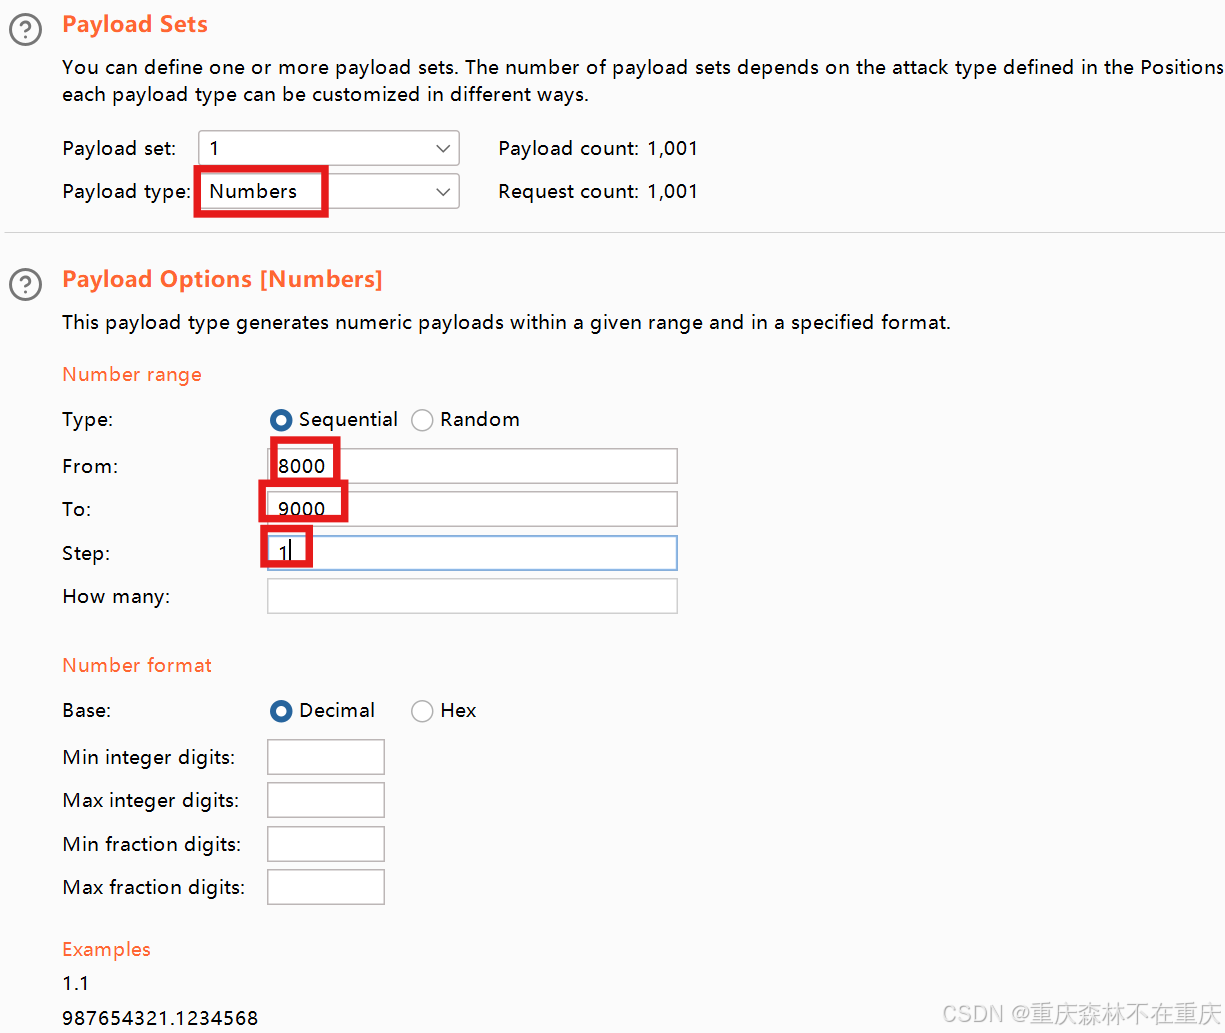 Payload Sets
You can define one or more payload sets. The number of payload sets depends on the attack type defined in the Positions
each payload type can be customized in different ways.
Payload set: 1 Payload count: 1,001
Payload type: Numbers Request count: 1,001
Payload Options [Numbers]
This payload type generates numeric payloads within a given range and in a specified format.
Number range
Type: Sequential Random
From: 8000
To: 9000
Step: 1
How many:
Number format
Base: Decimal Hex
Min integer digits:
Max integer digits:
Min fraction digits:
Max fraction digits:
Examples
1.1
987654321.1234568
CSDN @重庆森林不在重庆